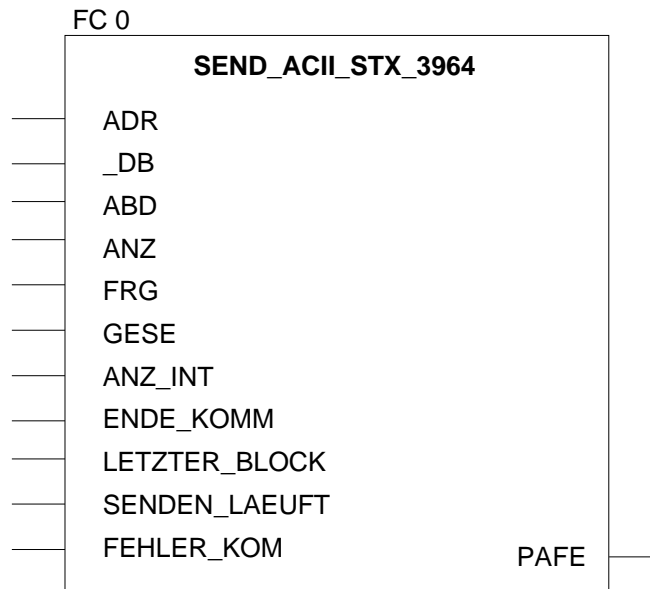 FC 0
SEND_ACII_STX_3964
ADR
_DB
ABD
ANZ
FRG
GESE
ANZ_INT
ENDE_KOMM
LETZTER_BLOCK
SENDEN_LAEUFT
FEHLER_KOM
PAFE